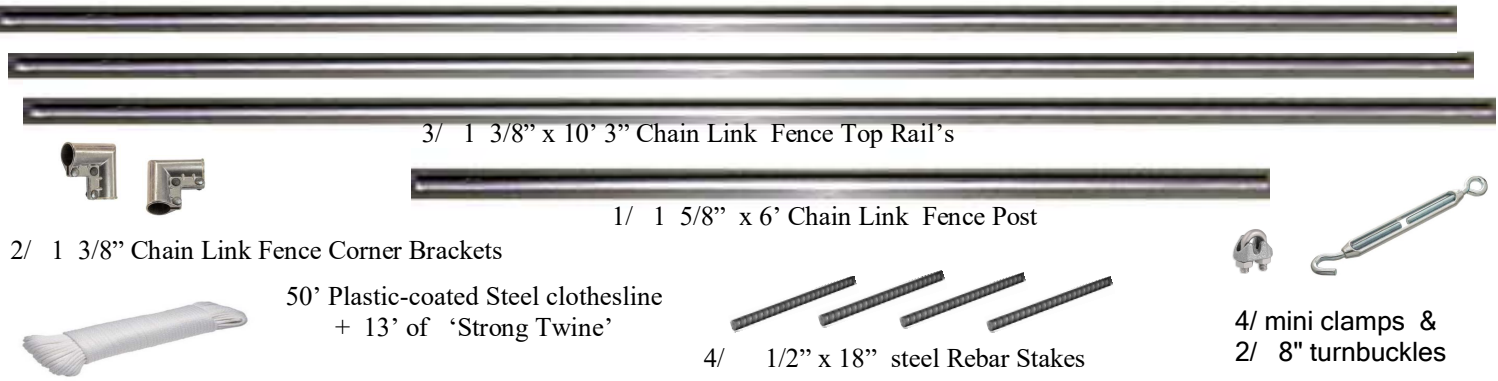 3/ 1 3/8” x 10’ 3” Chain Link Fence Top Rail’s
1/ 1 5/8” x 6’ Chain Link Fence Post
2/ 1 3/8” Chain Link Fence Corner Brackets
50’ Plastic-coated Steel clothesline
+ 13’ of ‘Strong Twine’
4/ 1/2” x 18” steel Rebar Stakes
4/ mini clamps &
2/ 8" turnbuckles